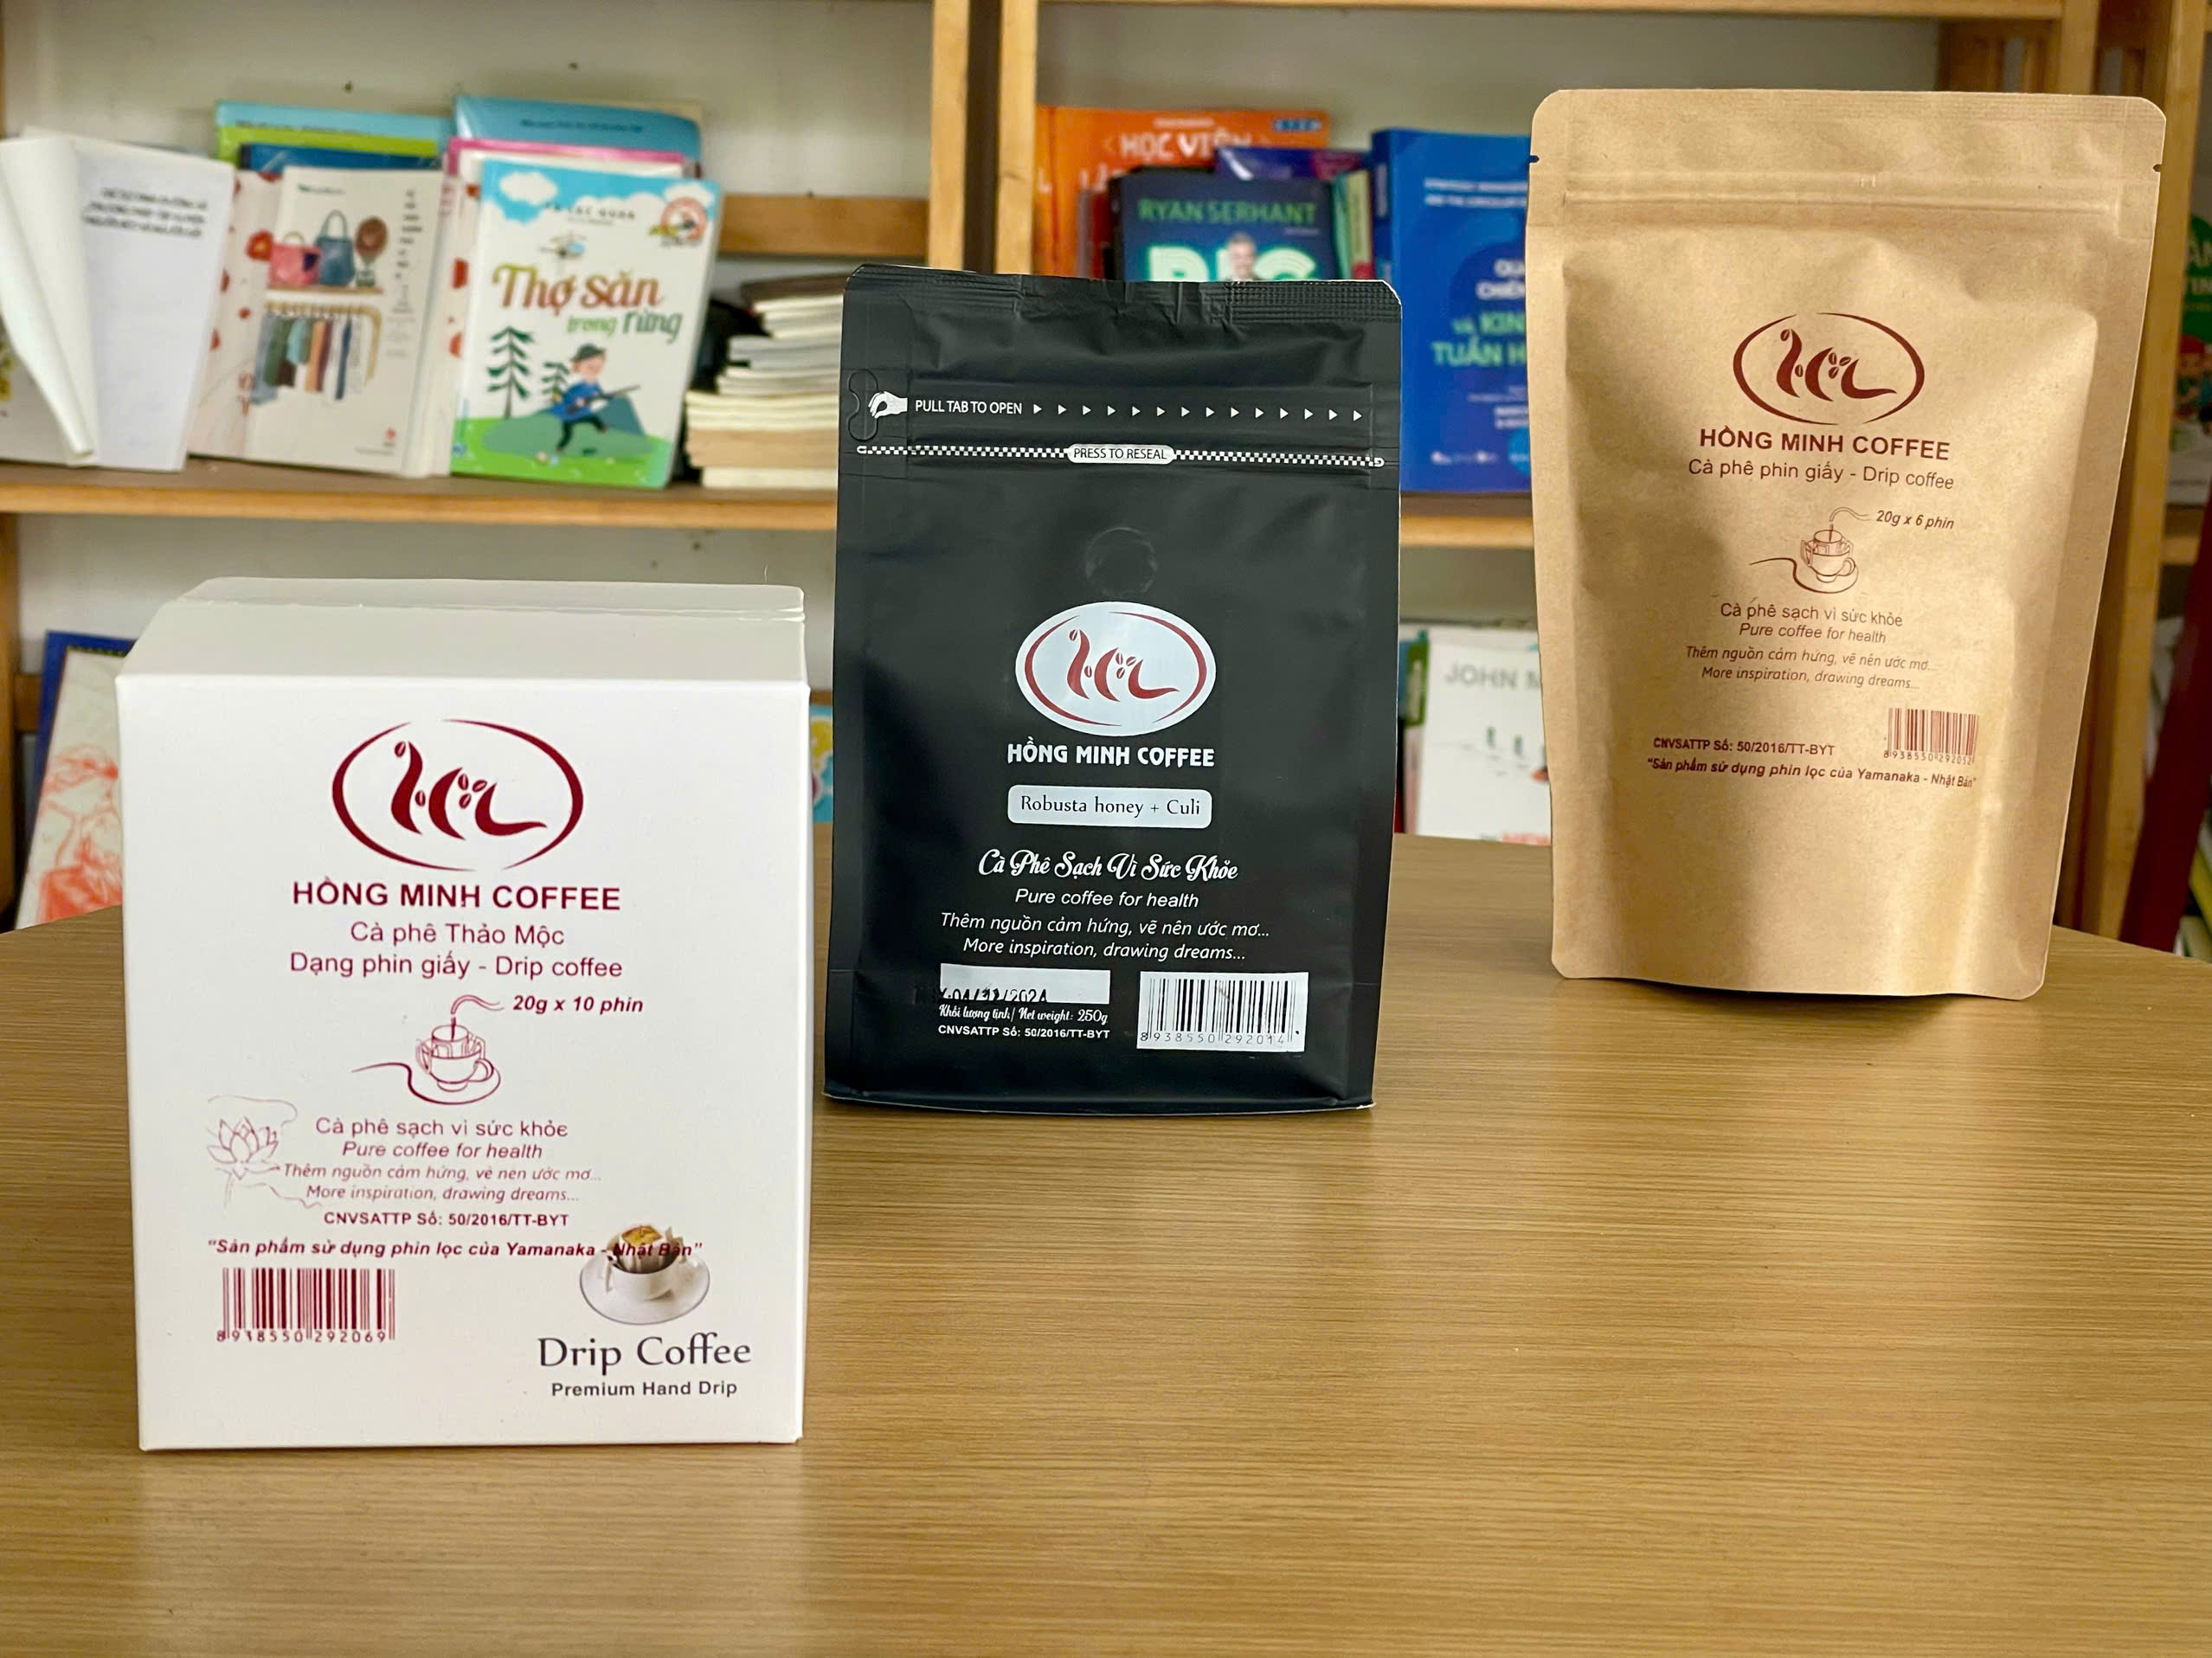 Thợ săn
trong rừng
HỌC VIỆN
RYAN SERHANT
BIG
TUẦN H
JOHN M
HỒNG MINH COFFEE
Cà phê Thảo Mộc
Dạng phin giấy - Drip coffee
20g x 10 phin
Cà phê sạch vì sức khỏe
Pure coffee for health
Thêm nguồn cảm hứng, vẽ nên ước mơ...
More inspiration, drawing dreams...
CNVSATTP Số: 50/2016/TT-BYT
"Sản phẩm sử dụng phin lọc của Yamanaka - Nhật Bản"
8938550292069
Drip Coffee
Premium Hand Drip
PULL TAB TO OPEN
PRESS TO RESEAL
HỒNG MINH COFFEE
Robusta honey + Culi
Cà Phê Sạch Vì Sức Khỏe
Pure coffee for health
Thêm nguồn cảm hứng, vẽ nên ước mơ...
More inspiration, drawing dreams...
Khối lượng tịnh/ Net weight: 250g
CNVSATTP Số: 50/2016/TT-BYT
8938550292014
HỒNG MINH COFFEE
Cà phê phin giấy - Drip coffee
20g x 6 phin
Cà phê sạch vì sức khỏe
Pure coffee for health
Thêm nguồn cảm hứng, vẽ nên ước mơ...
More inspiration, drawing dreams...
CNVSATTP Số: 50/2016/TT-BYT
8938550292052
"Sản phẩm sử dụng phin lọc của Yamanaka - Nhật Bản"